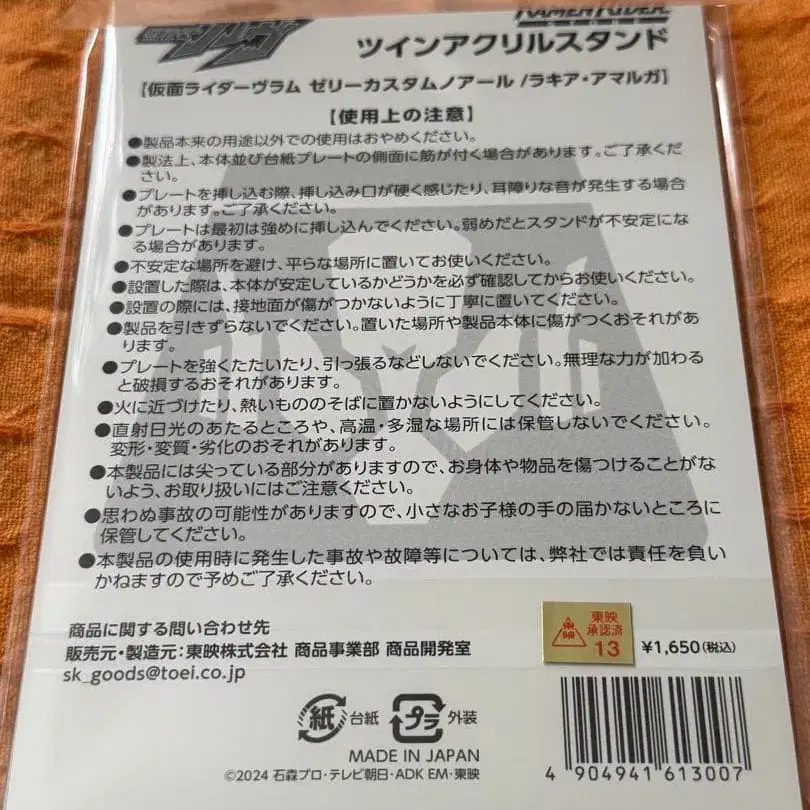 KAMEN RIDER
ツインアクリルスタンド
【仮面ライダーヴラム ゼリーカスタムノアール /ラキア・アマルガ】
【使用上の注意】
●製品本来の用途以外での使用はおやめください。
●製法上、本体並び台紙プレートの側面に筋が付く場合があります。ご了承くだ
さい。
●プレートを挿し込む際、挿し込み口が硬く感じたり、耳障りな音が発生する場合
があります。ご了承ください。
●プレートは最初は強めに挿し込んでください。弱めだとスタンドが不安定にな
る場合があります。
●不安定な場所を避け、平らな場所に置いてお使いください。
●設置した際は、本体が安定しているかどうかを必ず確認してからお使いください。
●設置の際には、接地面が傷がつかないように丁寧に置いてください。
●製品を引きずらないでください。置いた場所や製品本体に傷がつくおそれがあ
ります。
●プレートを強くたたいたり、引っ張るなどしないでください。無理な力が加わる
と破損するおそれがあります。
●火に近づけたり、熱いもののそばに置かないようにしてください。
●直射日光のあたるところや、高温・多湿な場所には保管しないでください。
変形・変質・劣化のおそれがあります。
●本製品には尖っている部分がありますので、お身体や物品を傷つけることがな
いよう、お取り扱いにはご注意ください。
●思わぬ事故の可能性がありますので、小さなお子様の手の届かないところに
保管してください。
●本製品の使用時に発生した事故や故障等については、弊社では責任を負い
かねますので予めご了承ください。
商品に関する問い合わせ先
販売元・製造元:東映株式会社 商品事業部 商品開発室
sk_goods@toei.co.jp
東映
東映
承認済
13
¥1,650(税込)
紙 台紙 プラ 外装
MADE IN JAPAN
©2024 石森プロ・テレビ朝日・ADK EM・東映
4 904941 613007